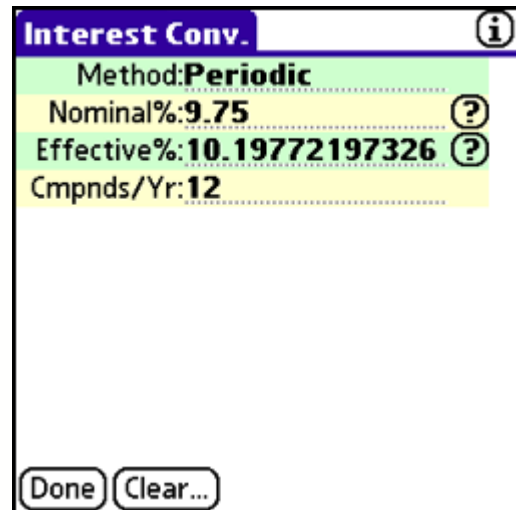 Interest Conv. i
Method:Periodic
Nominal%:9.75 ?
Effective%:10.19772197326 ?
Cmpnds/Yr:12
Done Clear...